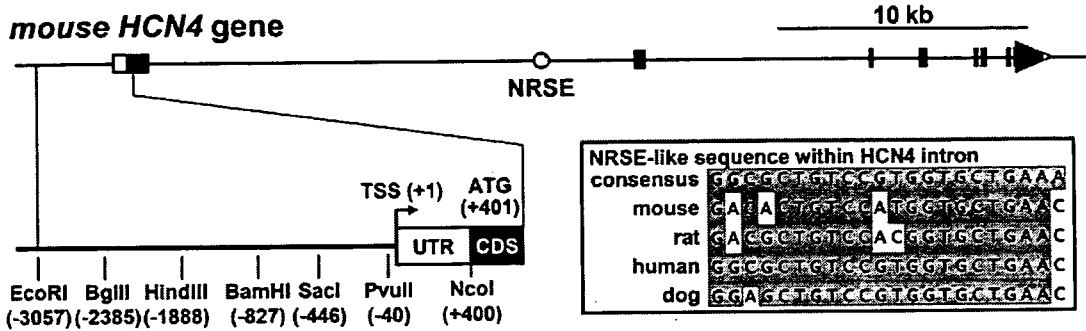 mouse HCN4 gene
10 kb
NRSE
TSS (+1)
ATG
(+401)
UTR
CDS
EcoRI BglII HindIII BamHI SacI PvuII NcoI
(-3057) (-2385) (-1888) (-827) (-446) (-40) (+400)
NRSE-like sequence within HCN4 intron
consensus GGCGCTGTCCGTGGTGCTGAAA
mouse GACACTGTCCATGGTGCTGAAC
rat GACGCTGTCCACGGTGCTGAAC
human GGCGCTGTCCGTGGTGCTGAAC
dog GGAGCTGTCCGTGGTGCTGAAC